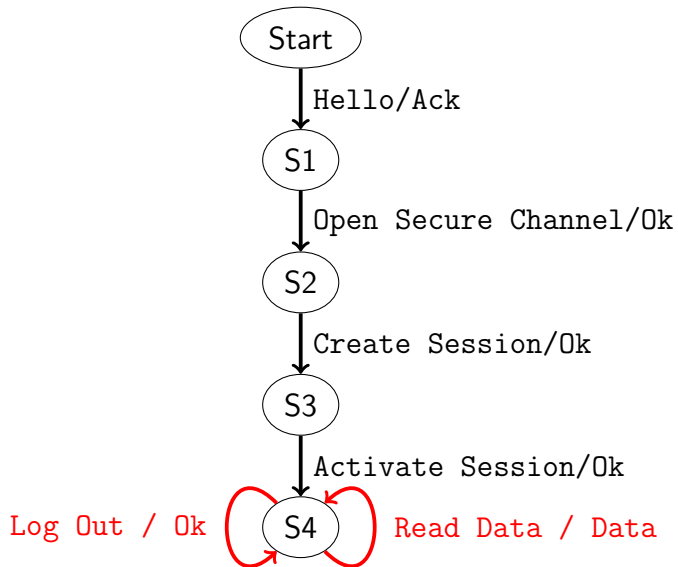 Start
Hello/Ack
S1
Open Secure Channel/Ok
S2
Create Session/Ok
S3
Activate Session/Ok
Log Out / Ok
S4
Read Data / Data